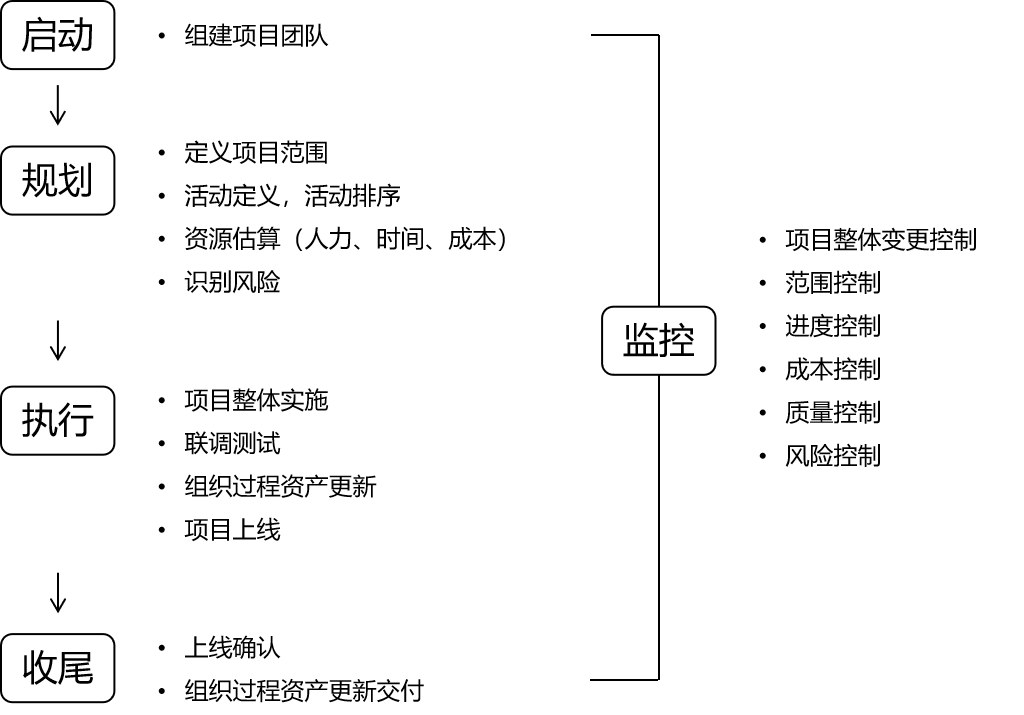 启动
• 组建项目团队
规划
• 定义项目范围
• 活动定义，活动排序
• 资源估算（人力、时间、成本）
• 识别风险
执行
• 项目整体实施
• 联调测试
• 组织过程资产更新
• 项目上线
收尾
• 上线确认
• 组织过程资产更新交付
监控
• 项目整体变更控制
• 范围控制
• 进度控制
• 成本控制
• 质量控制
• 风险控制